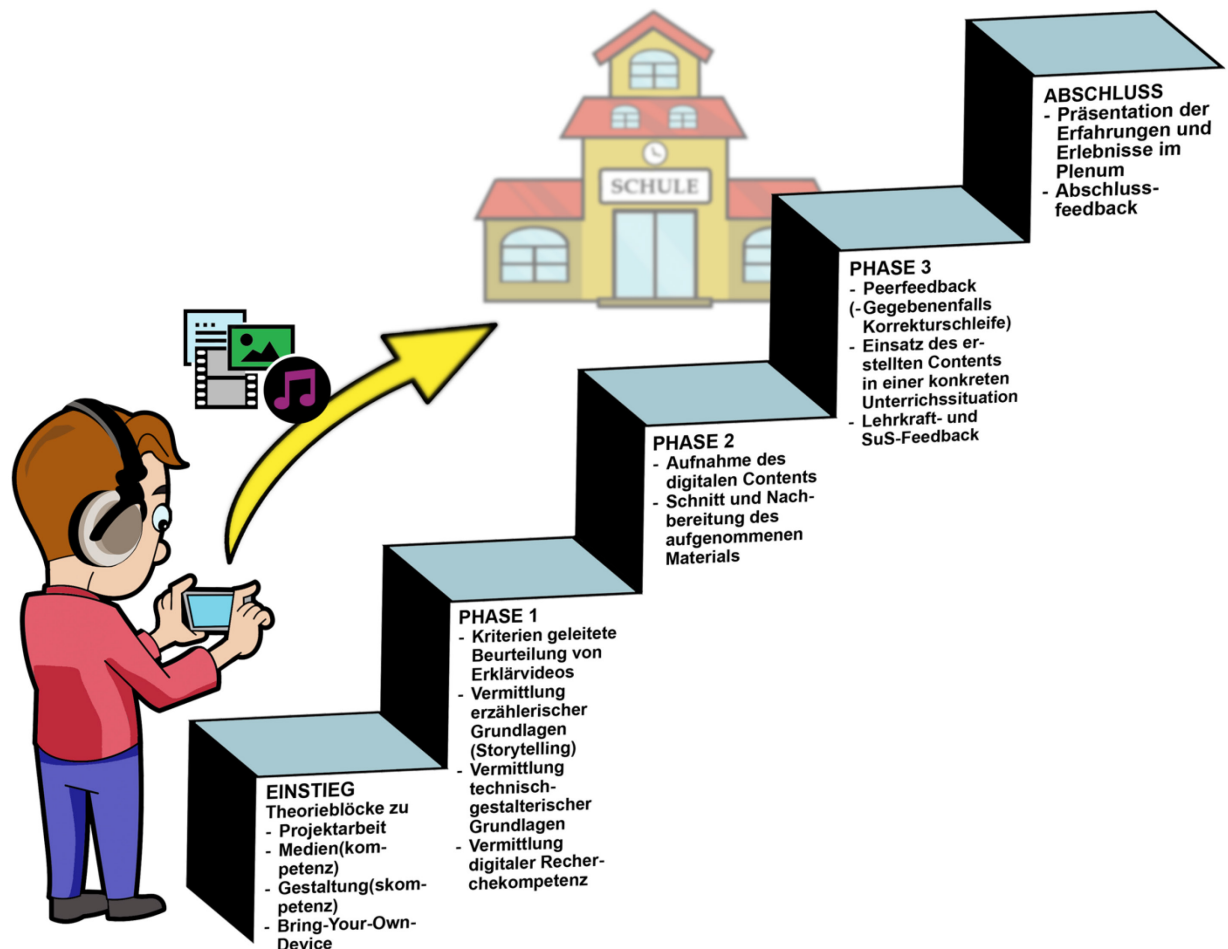 SCHULE
ABSCHLUSS
- Präsentation der
Erfahrungen und
Erlebnisse im
Plenum
- Abschluss-
feedback
PHASE 3
- Peerfeedback
(- Gegebenenfalls
Korrekturschleife)
- Einsatz des er-
stellten Contents
in einer konkreten
Unterrichssituation
- Lehrkraft- und
SuS-Feedback
PHASE 2
- Aufnahme des
digitalen Contents
- Schnitt und Nach-
bereitung des
aufgenommenen
Materials
PHASE 1
- Kriterien geleitete
Beurteilung von
Erklärvideos
- Vermittlung
erzählerischer
Grundlagen
(Storytelling)
- Vermittlung
technisch-
gestalterischer
Grundlagen
- Vermittlung
digitaler Recher-
chekompetenz
EINSTIEG
Theorieblöcke zu
- Projektarbeit
- Medien(kom-
petenz)
- Gestaltung(skom-
petenz)
- Bring-Your-Own-
Device